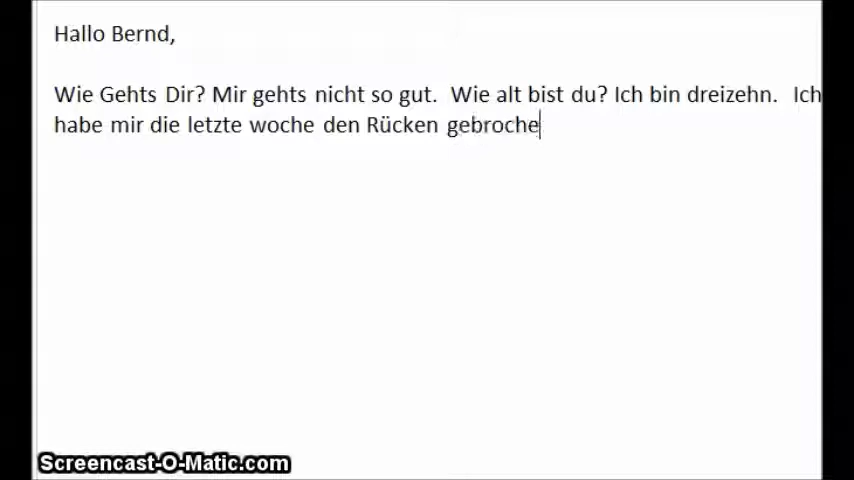 Hallo Bernd,
Wie Gehts Dir? Mir gehts nicht so gut.  Wie alt bist du? Ich bin dreizehn.  Ich
habe mir die letzte woche den Rücken gebroche
Screencast-O-Matic.com